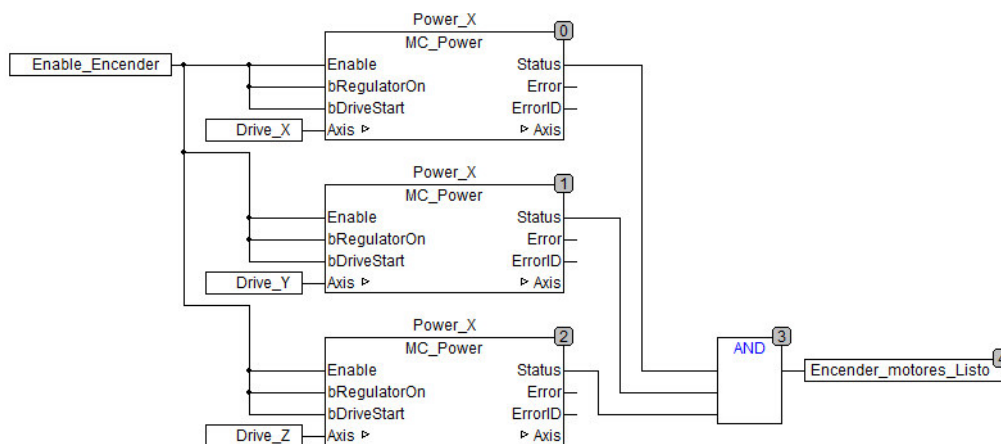 Power_X
0
MC_Power
Enable_Encender
Enable Status
bRegulatorOn Error
bDriveStart ErrorID
Drive_X Axis Axis
Power_X
1
MC_Power
Enable Status
bRegulatorOn Error
bDriveStart ErrorID
Drive_Y Axis Axis
Power_X
2
MC_Power
3
AND
Enable Status
4
Encender_motores_Listo
bRegulatorOn Error
bDriveStart ErrorID
Drive_Z Axis Axis